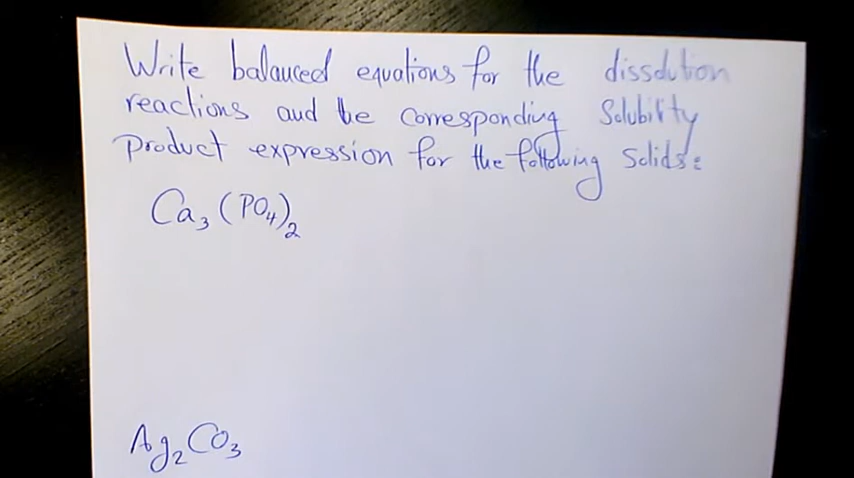 Write balanced equations for the dissolution
reactions and the corresponding Solubility
Product expression for the following Solids:
Ca₃(PO₄)₂
Ag₂CO₃